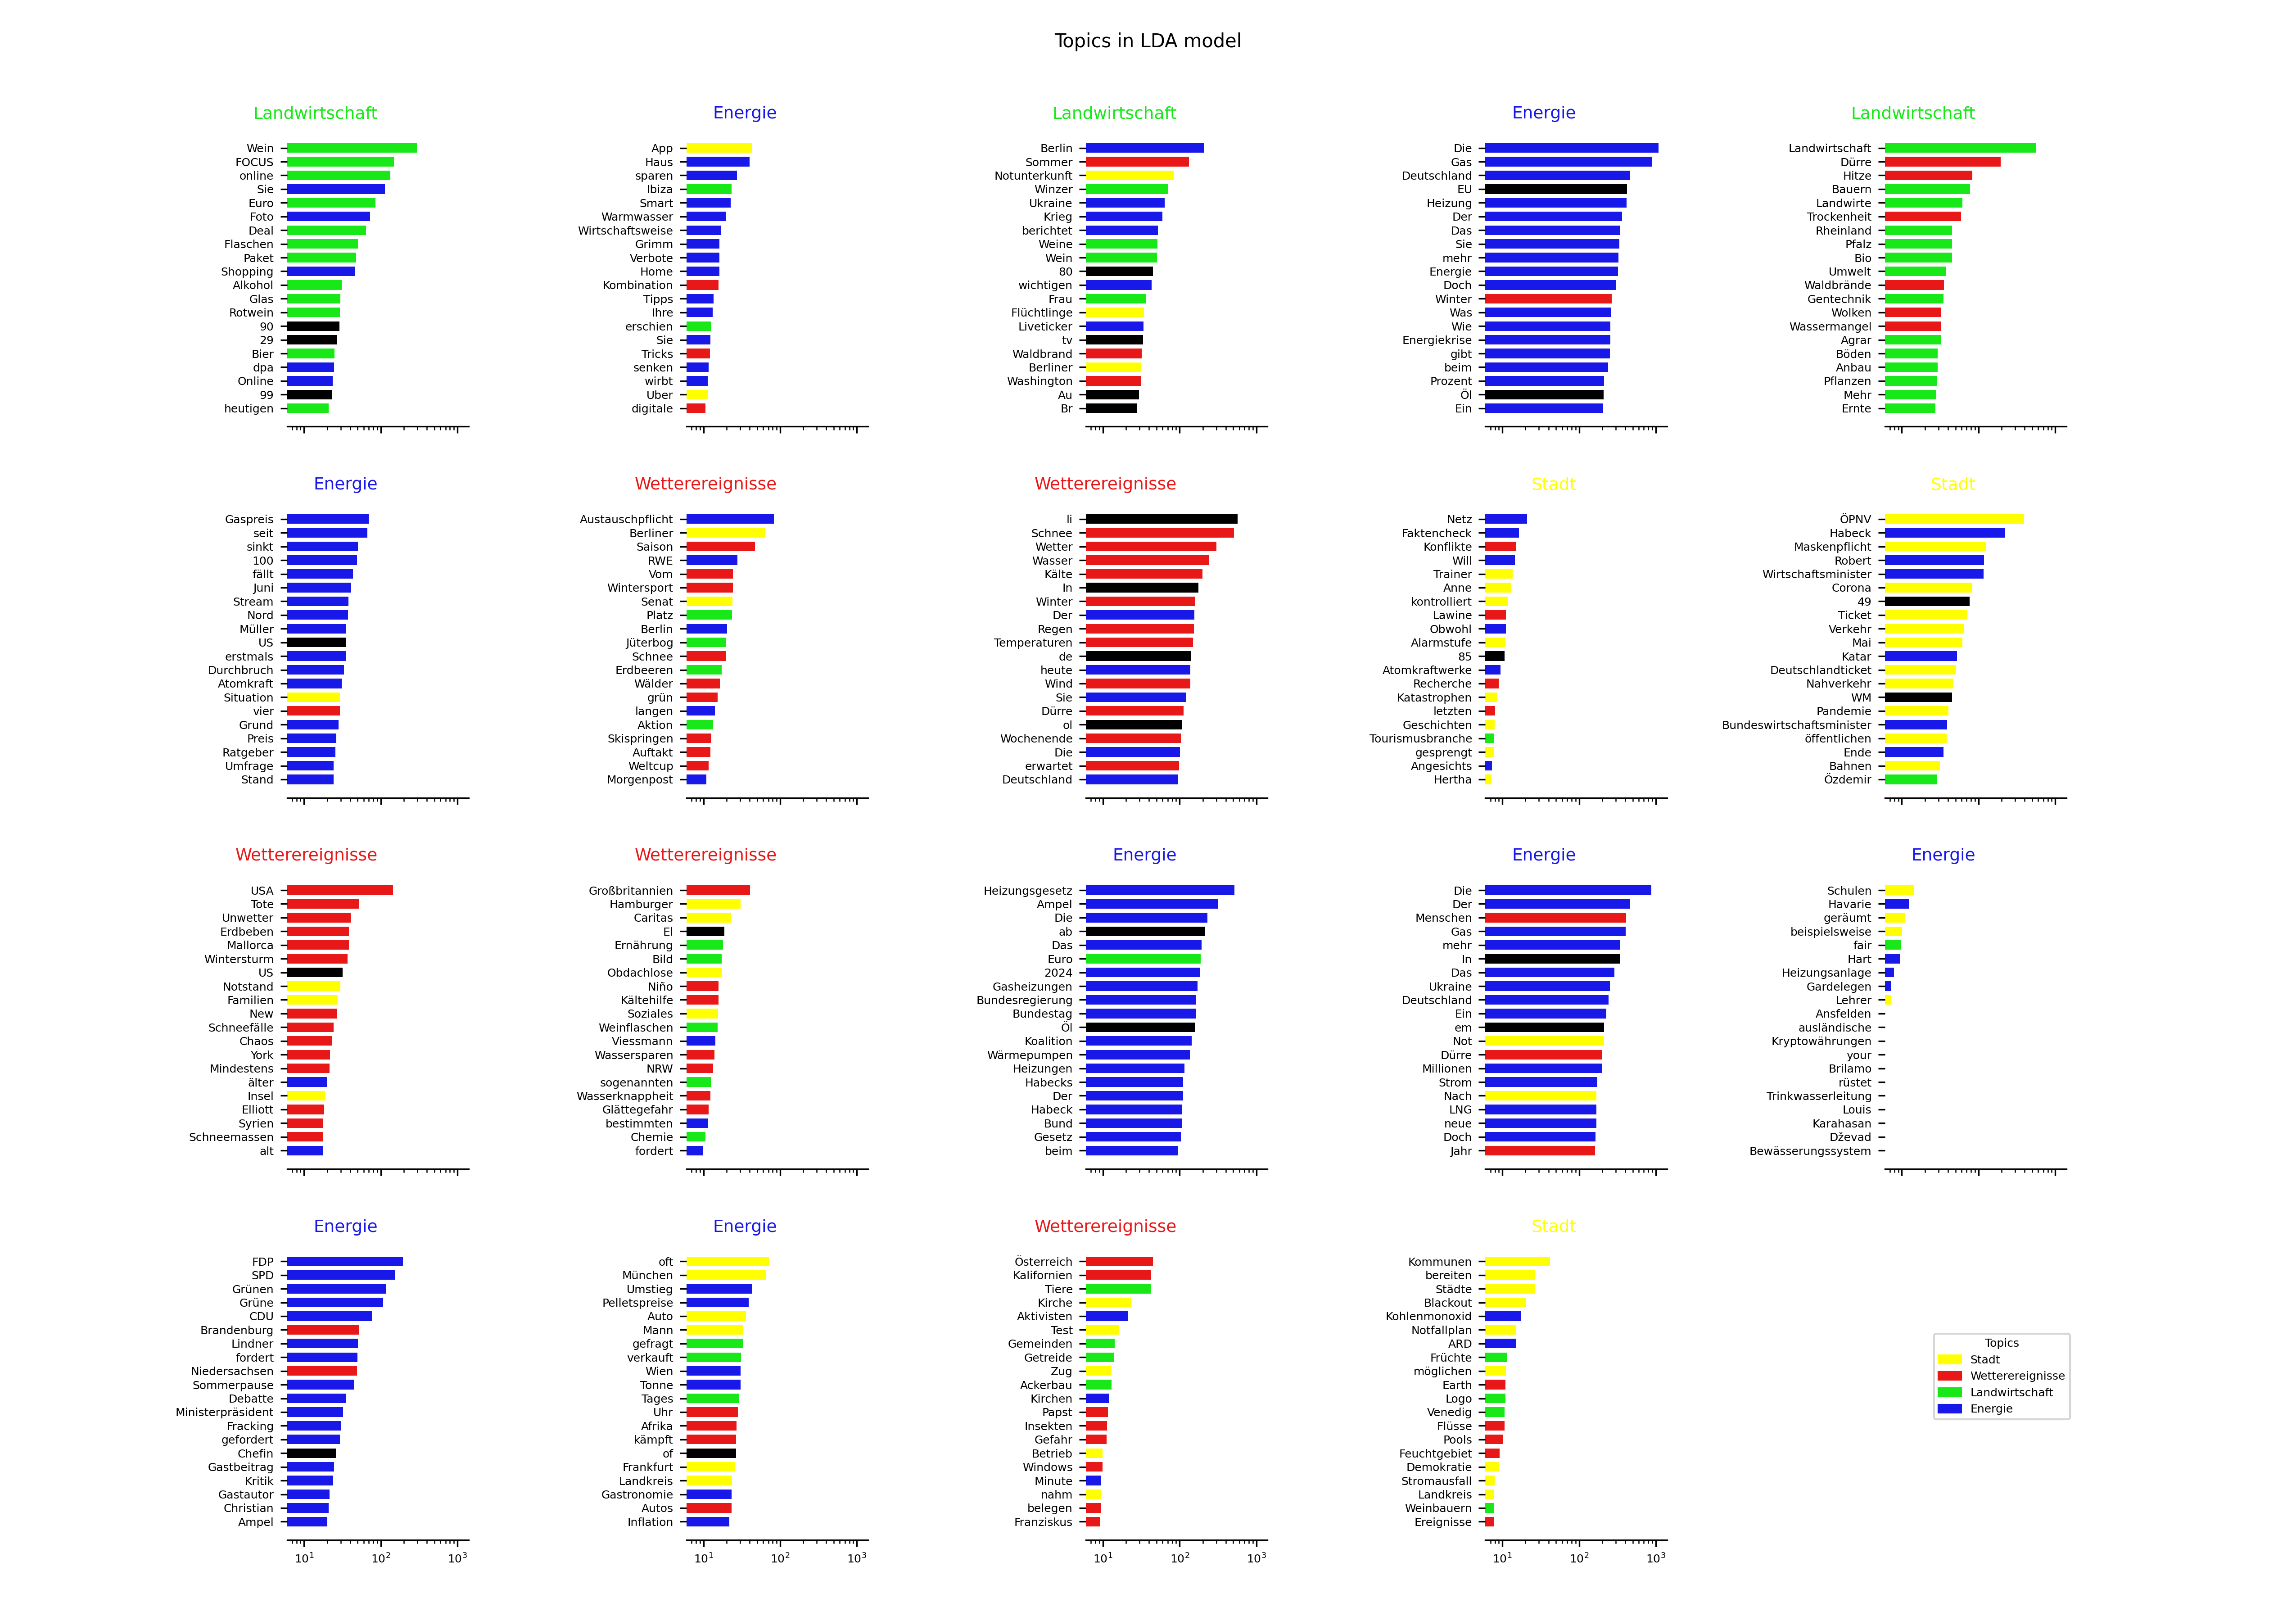 Topics in LDA model
Landwirtschaft
Wein
FOCUS
online
Sie
Euro
Foto
Deal
Flaschen
Paket
Shopping
Alkohol
Glas
Rotwein
90
29
Bier
dpa
Online
99
heutigen
Energie
App
Haus
sparen
Ibiza
Smart
Warmwasser
Wirtschaftsweise
Grimm
Verbote
Home
Kombination
Tipps
Ihre
erschien
Sie
Tricks
senken
wirbt
Uber
digitale
Landwirtschaft
Berlin
Sommer
Notunterkunft
Winzer
Ukraine
Krieg
berichtet
Weine
Wein
80
wichtigen
Frau
Flüchtlinge
Liveticker
tv
Waldbrand
Berliner
Washington
Au
Br
Energie
Die
Gas
Deutschland
EU
Heizung
Der
Das
Sie
mehr
Energie
Doch
Winter
Was
Wie
Energiekrise
gibt
beim
Prozent
Öl
Ein
Landwirtschaft
Landwirtschaft
Dürre
Hitze
Bauern
Landwirte
Trockenheit
Rheinland
Pfalz
Bio
Umwelt
Waldbrände
Gentechnik
Wolken
Wassermangel
Agrar
Böden
Anbau
Pflanzen
Mehr
Ernte
Energie
Gaspreis
seit
sinkt
100
fällt
Juni
Stream
Nord
Müller
US
erstmals
Durchbruch
Atomkraft
Situation
vier
Grund
Preis
Ratgeber
Umfrage
Stand
Wetterereignisse
Austauschpflicht
Berliner
Saison
RWE
Vom
Wintersport
Senat
Platz
Berlin
Jüterbog
Schnee
Erdbeeren
Wälder
grün
langen
Aktion
Skispringen
Auftakt
Weltcup
Morgenpost
Wetterereignisse
li
Schnee
Wetter
Wasser
Kälte
In
Winter
Der
Regen
Temperaturen
de
heute
Wind
Sie
Dürre
ol
Wochenende
Die
erwartet
Deutschland
Stadt
Netz
Faktencheck
Konflikte
Will
Trainer
Anne
kontrolliert
Lawine
Obwohl
Alarmstufe
85
Atomkraftwerke
Recherche
Katastrophen
letzten
Geschichten
Tourismusbranche
gesprengt
Angesichts
Hertha
Stadt
ÖPNV
Habeck
Maskenpflicht
Robert
Wirtschaftsminister
Corona
49
Ticket
Verkehr
Mai
Katar
Deutschlandticket
Nahverkehr
WM
Pandemie
Bundeswirtschaftsminister
öffentlichen
Ende
Bahnen
Özdemir
Wetterereignisse
USA
Tote
Unwetter
Erdbeben
Mallorca
Wintersturm
US
Notstand
Familien
New
Schneefälle
Chaos
York
Mindestens
älter
Insel
Elliott
Syrien
Schneemassen
alt
Wetterereignisse
Großbritannien
Hamburger
Caritas
El
Ernährung
Bild
Obdachlose
Niño
Kältehilfe
Soziales
Weinflaschen
Viessmann
Wassersparen
NRW
sogenannten
Wasserknappheit
Glättegefahr
bestimmten
Chemie
fordert
Energie
Heizungsgesetz
Ampel
Die
ab
Das
Euro
2024
Gasheizungen
Bundesregierung
Bundestag
Öl
Koalition
Wärmepumpen
Heizungen
Habecks
Der
Habeck
Bund
Gesetz
beim
Energie
Die
Der
Menschen
Gas
mehr
In
Das
Ukraine
Deutschland
Ein
em
Not
Dürre
Millionen
Strom
Nach
LNG
neue
Doch
Jahr
Energie
Schulen
Havarie
geräumt
beispielsweise
fair
Hart
Heizungsanlage
Gardelegen
Lehrer
Ansfelden
ausländische
Kryptowährungen
your
Brilamo
rüstet
Trinkwasserleitung
Louis
Karahasan
Dževad
Bewässerungssystem
Energie
FDP
SPD
Grünen
Grüne
CDU
Brandenburg
Lindner
fordert
Niedersachsen
Sommerpause
Debatte
Ministerpräsident
Fracking
gefordert
Chefin
Gastbeitrag
Kritik
Gastautor
Christian
Ampel
10¹ 10² 10³
Energie
oft
München
Umstieg
Pelletspreise
Auto
Mann
gefragt
verkauft
Wien
Tonne
Tages
Uhr
Afrika
kämpft
of
Frankfurt
Landkreis
Gastronomie
Autos
Inflation
10¹ 10² 10³
Wetterereignisse
Österreich
Kalifornien
Tiere
Kirche
Aktivisten
Test
Gemeinden
Getreide
Zug
Ackerbau
Kirchen
Papst
Insekten
Gefahr
Betrieb
Windows
Minute
nahm
belegen
Franziskus
10¹ 10² 10³
Stadt
Kommunen
bereiten
Städte
Blackout
Kohlenmonoxid
Notfallplan
ARD
Früchte
möglichen
Earth
Logo
Venedig
Flüsse
Pools
Feuchtgebiet
Demokratie
Stromausfall
Landkreis
Weinbauern
Ereignisse
10¹ 10² 10³
Topics
Stadt
Wetterereignisse
Landwirtschaft
Energie